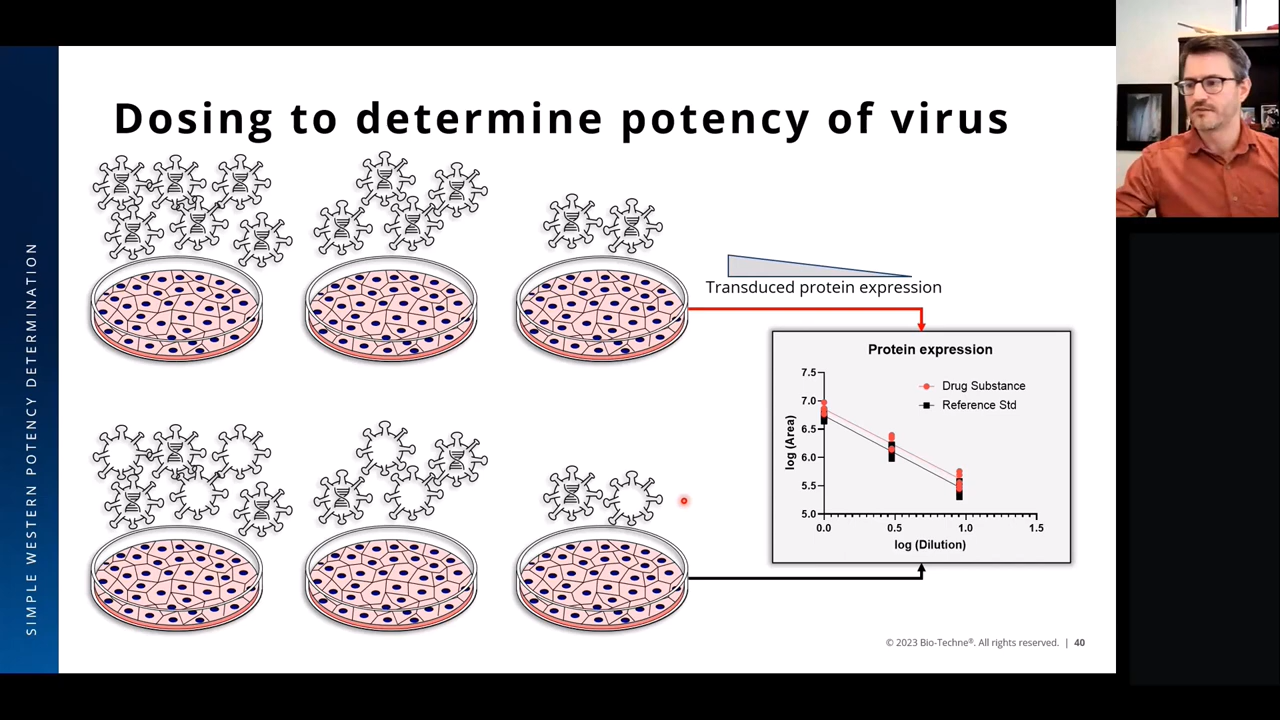 Dosing to determine potency of virus
SIMPLE WESTERN POTENCY DETERMINATION
Transduced protein expression
Protein expression
Drug Substance
Reference Std
log (Area)
7.5
7.0
6.5
6.0
5.5
5.0
0.0 0.5 1.0 1.5
log (Dilution)
© 2023 Bio-Techne®. All rights reserved. | 40